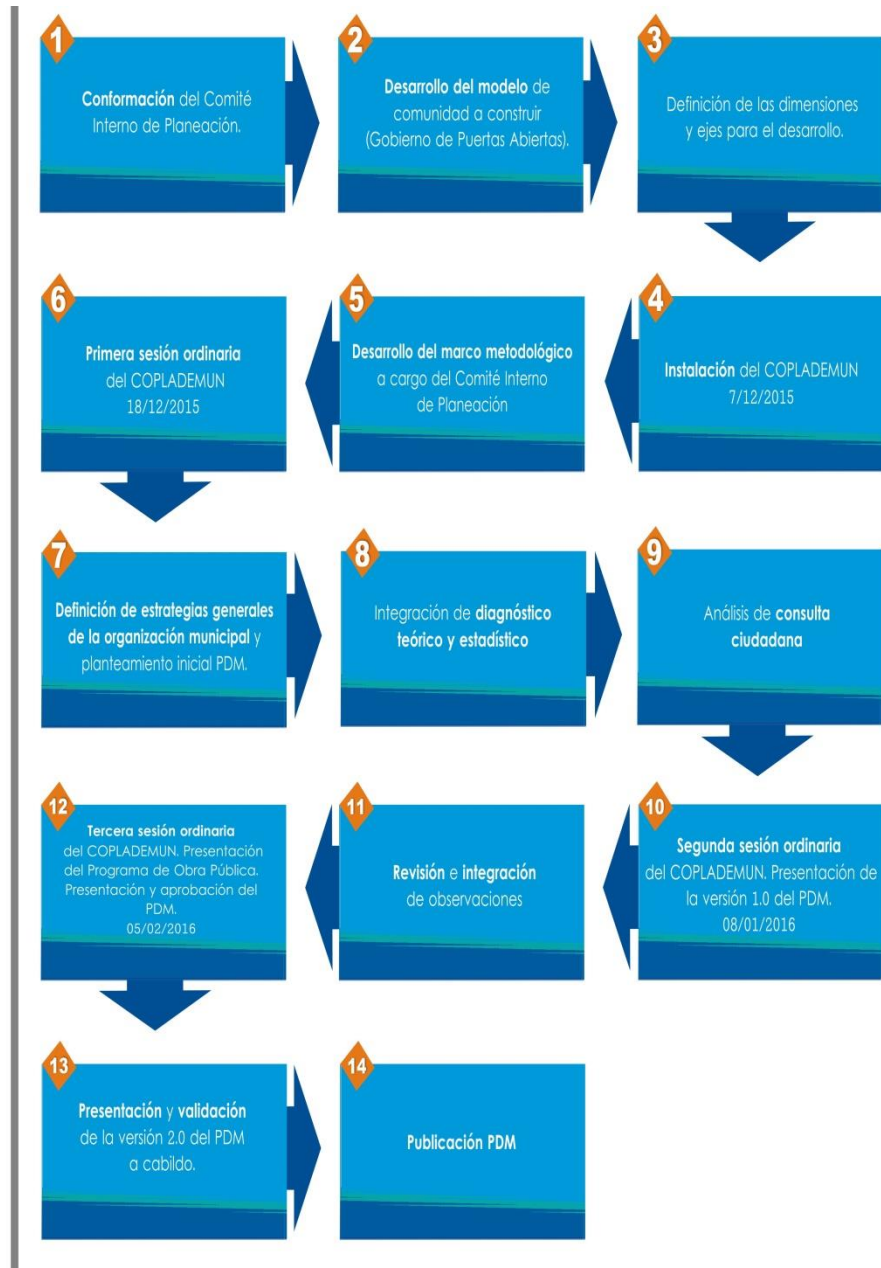 1
Conformación del Comité
Interno de Planeación.
2
Desarrollo del modelo de
comunidad a construir
(Gobierno de Puertas Abiertas).
3
Definición de las dimensiones
y ejes para el desarrollo.
4
Instalación del COPLADEMUN
7/12/2015
5
Desarrollo del marco metodológico
a cargo del Comité Interno
de Planeación
6
Primera sesión ordinaria
del COPLADEMUN
18/12/2015
7
Definición de estrategias generales
de la organización municipal y
planteamiento inicial PDM.
8
Integración de diagnóstico
teórico y estadístico
9
Análisis de consulta
ciudadana
10
Segunda sesión ordinaria
del COPLADEMUN. Presentación de
la versión 1.0 del PDM.
08/01/2016
11
Revisión e integración
de observaciones
12
Tercera sesión ordinaria
del COPLADEMUN. Presentación
del Programa de Obra Pública.
Presentación y aprobación del
PDM.
05/02/2016
13
Presentación y validación
de la versión 2.0 del PDM
a cabildo.
14
Publicación PDM